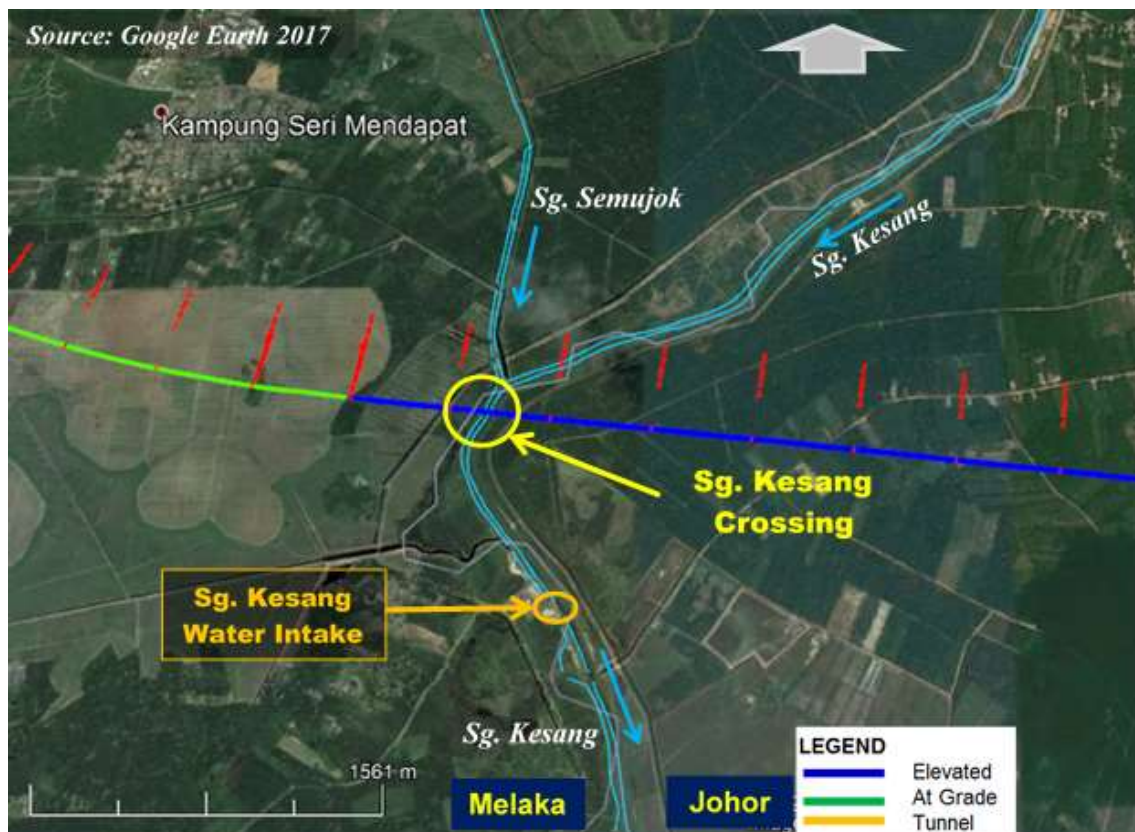 Source: Google Earth 2017
Kampung Seri Mendapat
Sg. Semujok
Sg. Kesang
Sg. Kesang
Crossing
Sg. Kesang
Water Intake
Sg. Kesang
1561 m
Melaka
Johor
LEGEND
Elevated
At Grade
Tunnel